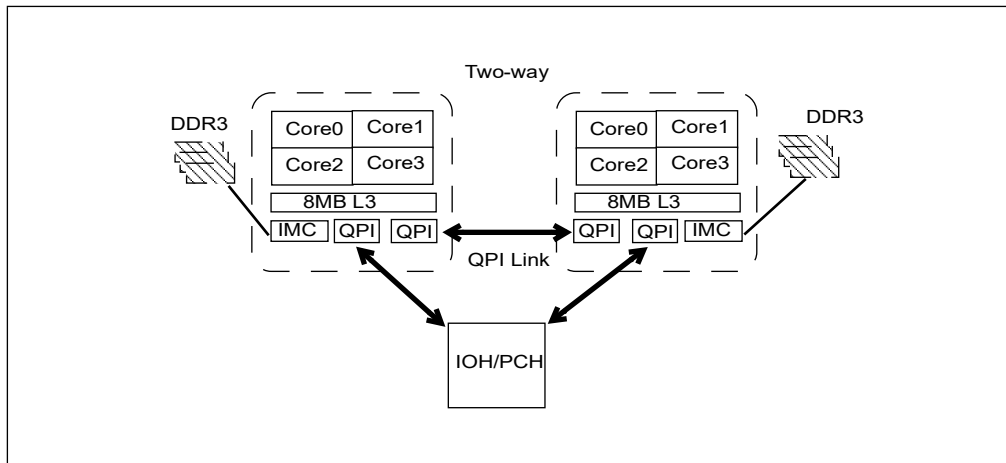 Two-way
DDR3
DDR3
Core0 Core1
Core2 Core3
8MB L3
IMC QPI QPI
Core0 Core1
Core2 Core3
8MB L3
QPI QPI IMC
QPI Link
IOH/PCH